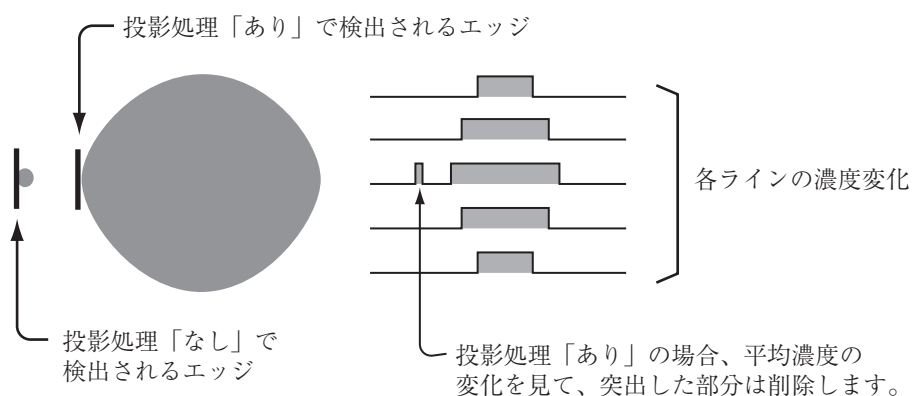 投影処理「あり」で検出されるエッジ
各ラインの濃度変化
投影処理「なし」で
検出されるエッジ
投影処理「あり」の場合、平均濃度の
変化を見て、突出した部分は削除します。